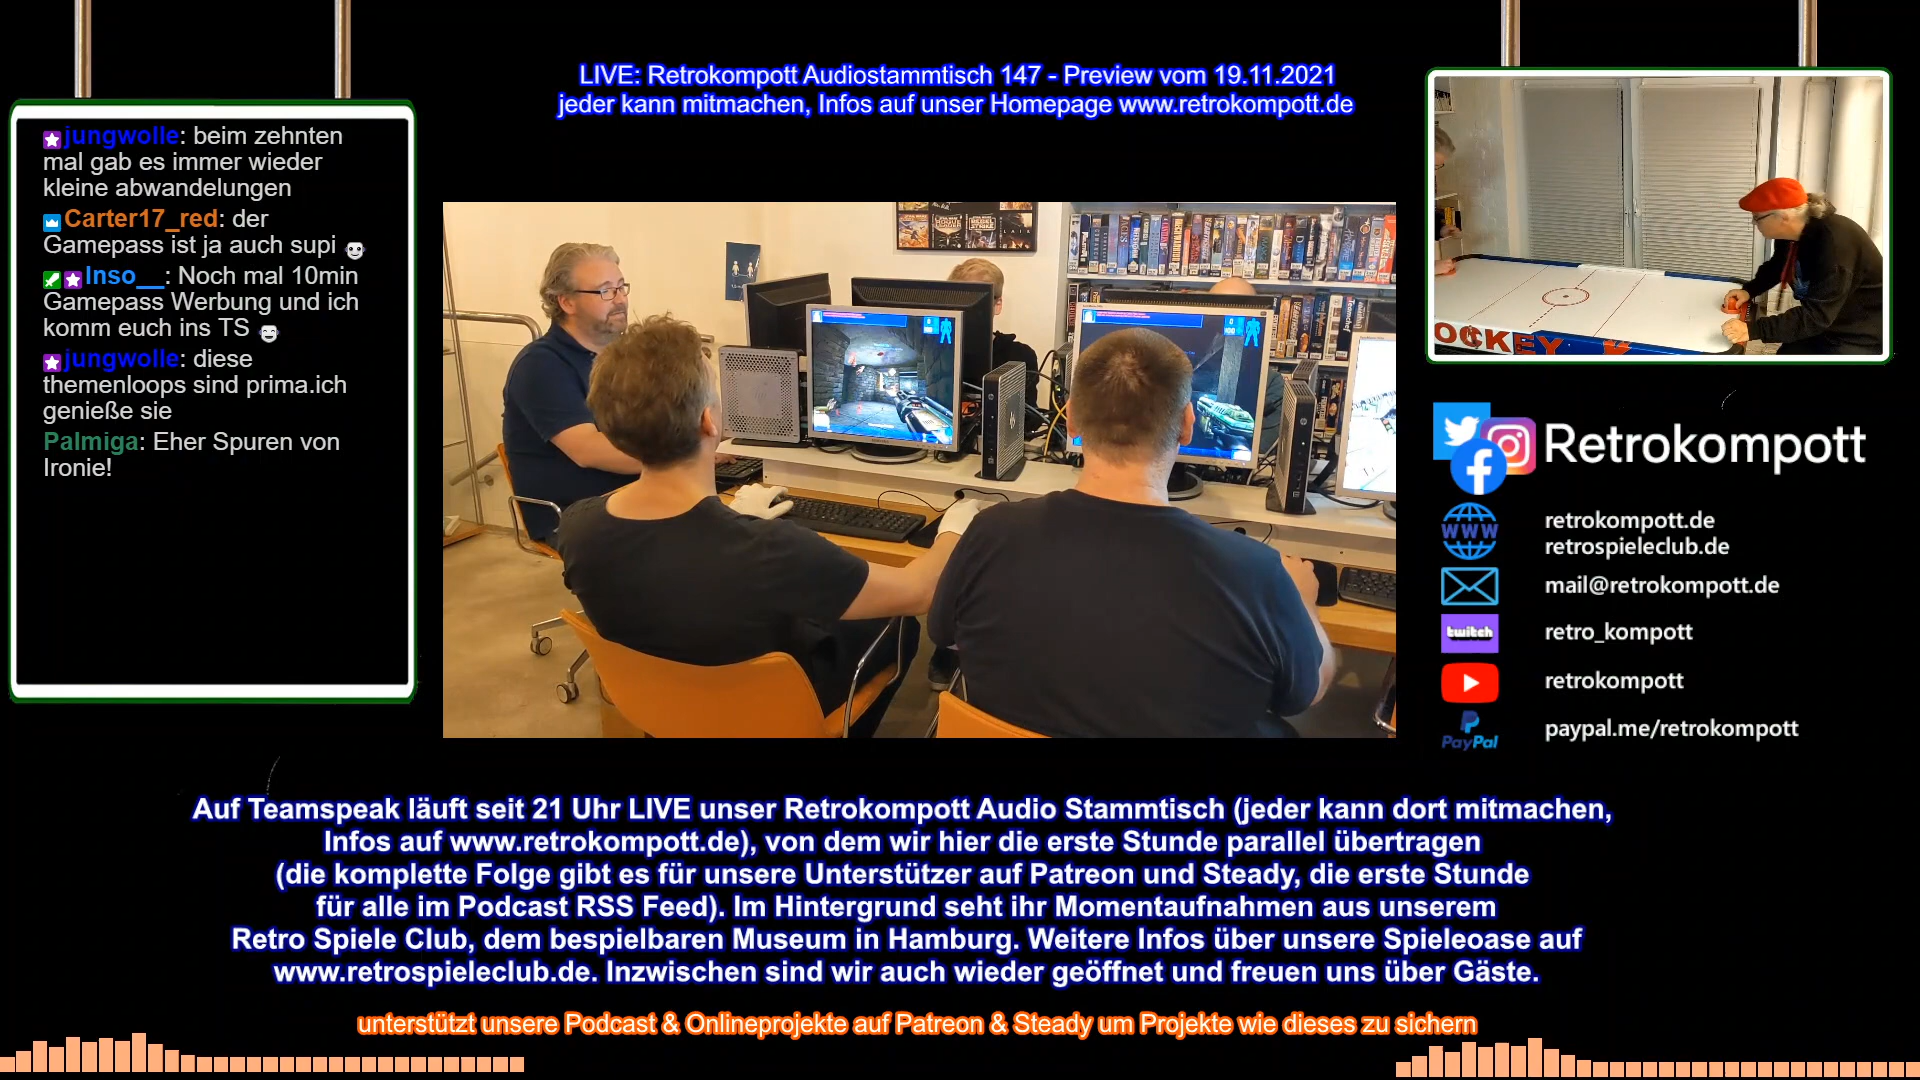 LIVE: Retrokompott Audiostammtisch 147 - Preview vom 19.11.2021
jeder kann mitmachen, Infos auf unser Homepage www.retrokompott.de
jungwolle: beim zehnten
mal gab es immer wieder
kleine abwandelungen
Carter17_red: der
Gamepass ist ja auch supi
Inso__: Noch mal 10min
Gamepass Werbung und ich
komm euch ins TS
jungwolle: diese
themenloops sind prima.ich
genieße sie
Palmiga: Eher Spuren von
Ironie!
OCKEY
Retrokompott
WWW
retrokompott.de
retrospieleclub.de
mail@retrokompott.de
twitch
retro_kompott
retrokompott
PayPal
paypal.me/retrokompott
Auf Teamspeak läuft seit 21 Uhr LIVE unser Retrokompott Audio Stammtisch (jeder kann dort mitmachen,
Infos auf www.retrokompott.de), von dem wir hier die erste Stunde parallel übertragen
(die komplette Folge gibt es für unsere Unterstützer auf Patreon und Steady, die erste Stunde
für alle im Podcast RSS Feed). Im Hintergrund seht ihr Momentaufnahmen aus unserem
Retro Spiele Club, dem bespielbaren Museum in Hamburg. Weitere Infos über unsere Spieleoase auf
www.retrospieleclub.de. Inzwischen sind wir auch wieder geöffnet und freuen uns über Gäste.
unterstützt unsere Podcast & Onlineprojekte auf Patreon & Steady um Projekte wie dieses zu sichern